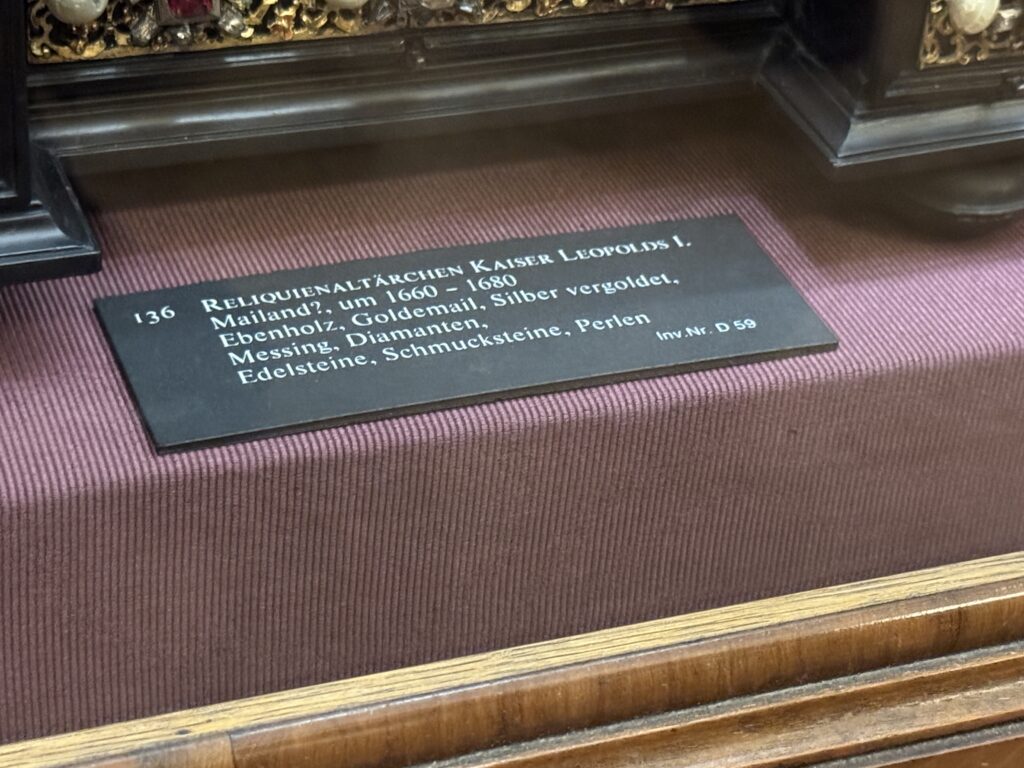 136 RELIQUIENALTÄRCHEN KAISER LEOPOLDS I.
Mailand?, um 1660 – 1680
Ebenholz, Goldemail, Silber vergoldet,
Messing, Diamanten,
Edelsteine, Schmucksteine, Perlen
Inv.Nr. D 59